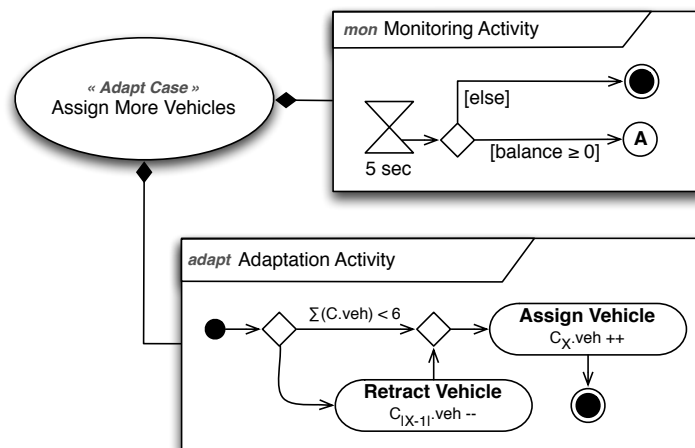 mon Monitoring Activity
« Adapt Case »
Assign More Vehicles
[else]
5 sec
[balance ≥ 0]
A
adapt Adaptation Activity
∑(C.veh) < 6
Assign Vehicle
C_X.veh ++
Retract Vehicle
C_|X-1|.veh --